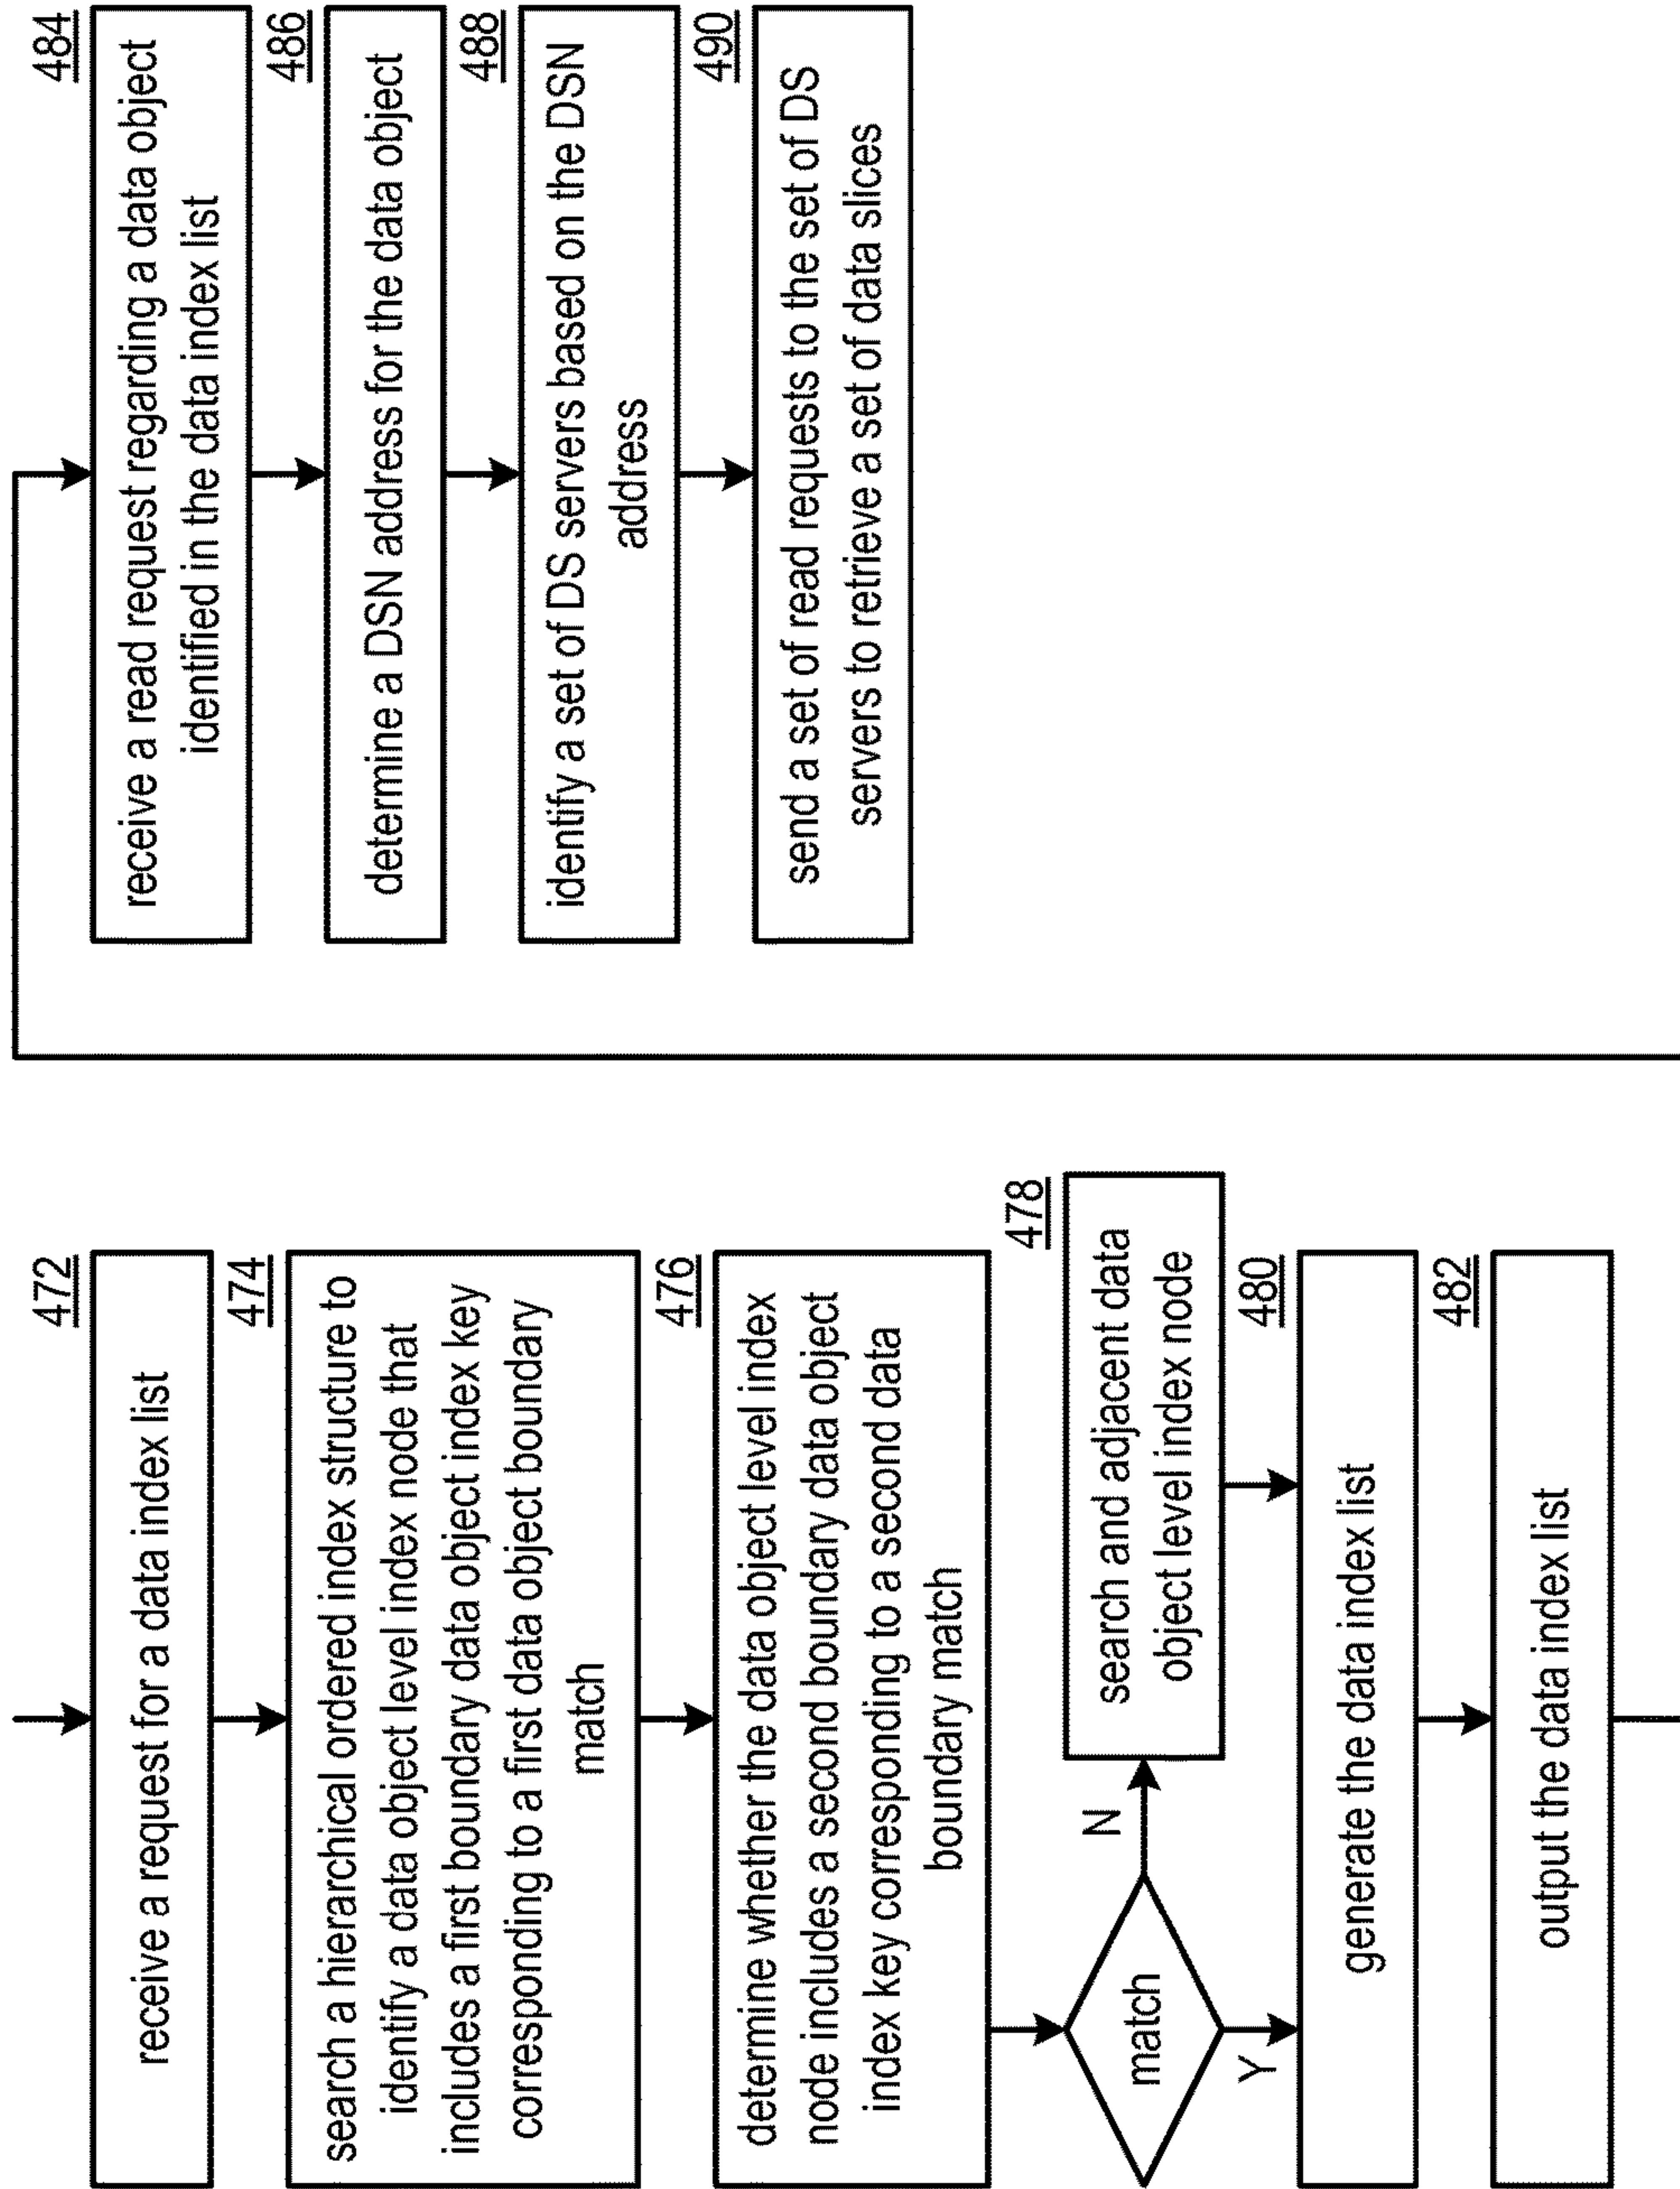 472
receive a request for a data index list
474
search a hierarchical ordered index structure to
identify a data object level index node that
includes a first boundary data object index key
corresponding to a first data object boundary
match
476
determine whether the data object level index
node includes a second boundary data object
index key corresponding to a second data
boundary match
match
N
Y
478
search and adjacent data
object level index node
480
generate the data index list
482
output the data index list
484
receive a read request regarding a data object
identified in the data index list
486
determine a DSN address for the data object
488
identify a set of DS servers based on the DSN
address
490
send a set of read requests to the set of DS
servers to retrieve a set of data slices